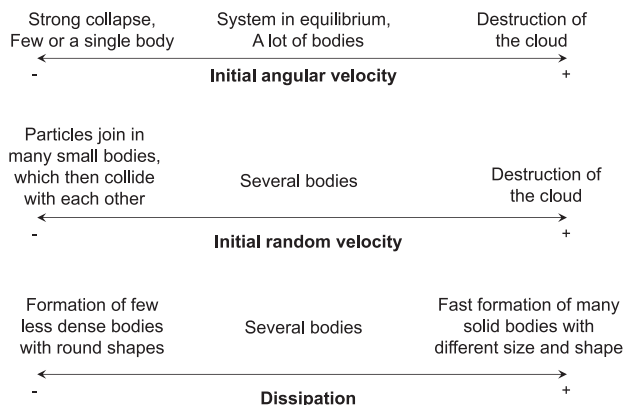 Strong collapse,
Few or a single body
System in equilibrium,
A lot of bodies
Destruction of
the cloud
-
Initial angular velocity
+
Particles join in
many small bodies,
which then collide
with each other
Several bodies
Destruction of
the cloud
-
Initial random velocity
+
Formation of few
less dense bodies
with round shapes
Several bodies
Fast formation of many
solid bodies with
different size and shape
-
Dissipation
+